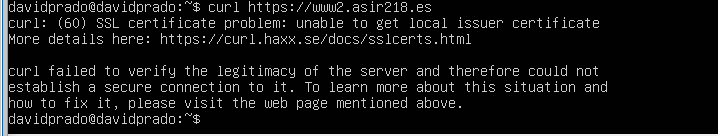 davidprado@davidprado:~$ curl https://www2.asir218.es
curl: (60) SSL certificate problem: unable to get local issuer certificate
More details here: https://curl.haxx.se/docs/sslcerts.html

curl failed to verify the legitimacy of the server and therefore could not
establish a secure connection to it. To learn more about this situation and
how to fix it, please visit the web page mentioned above.
davidprado@davidprado:~$